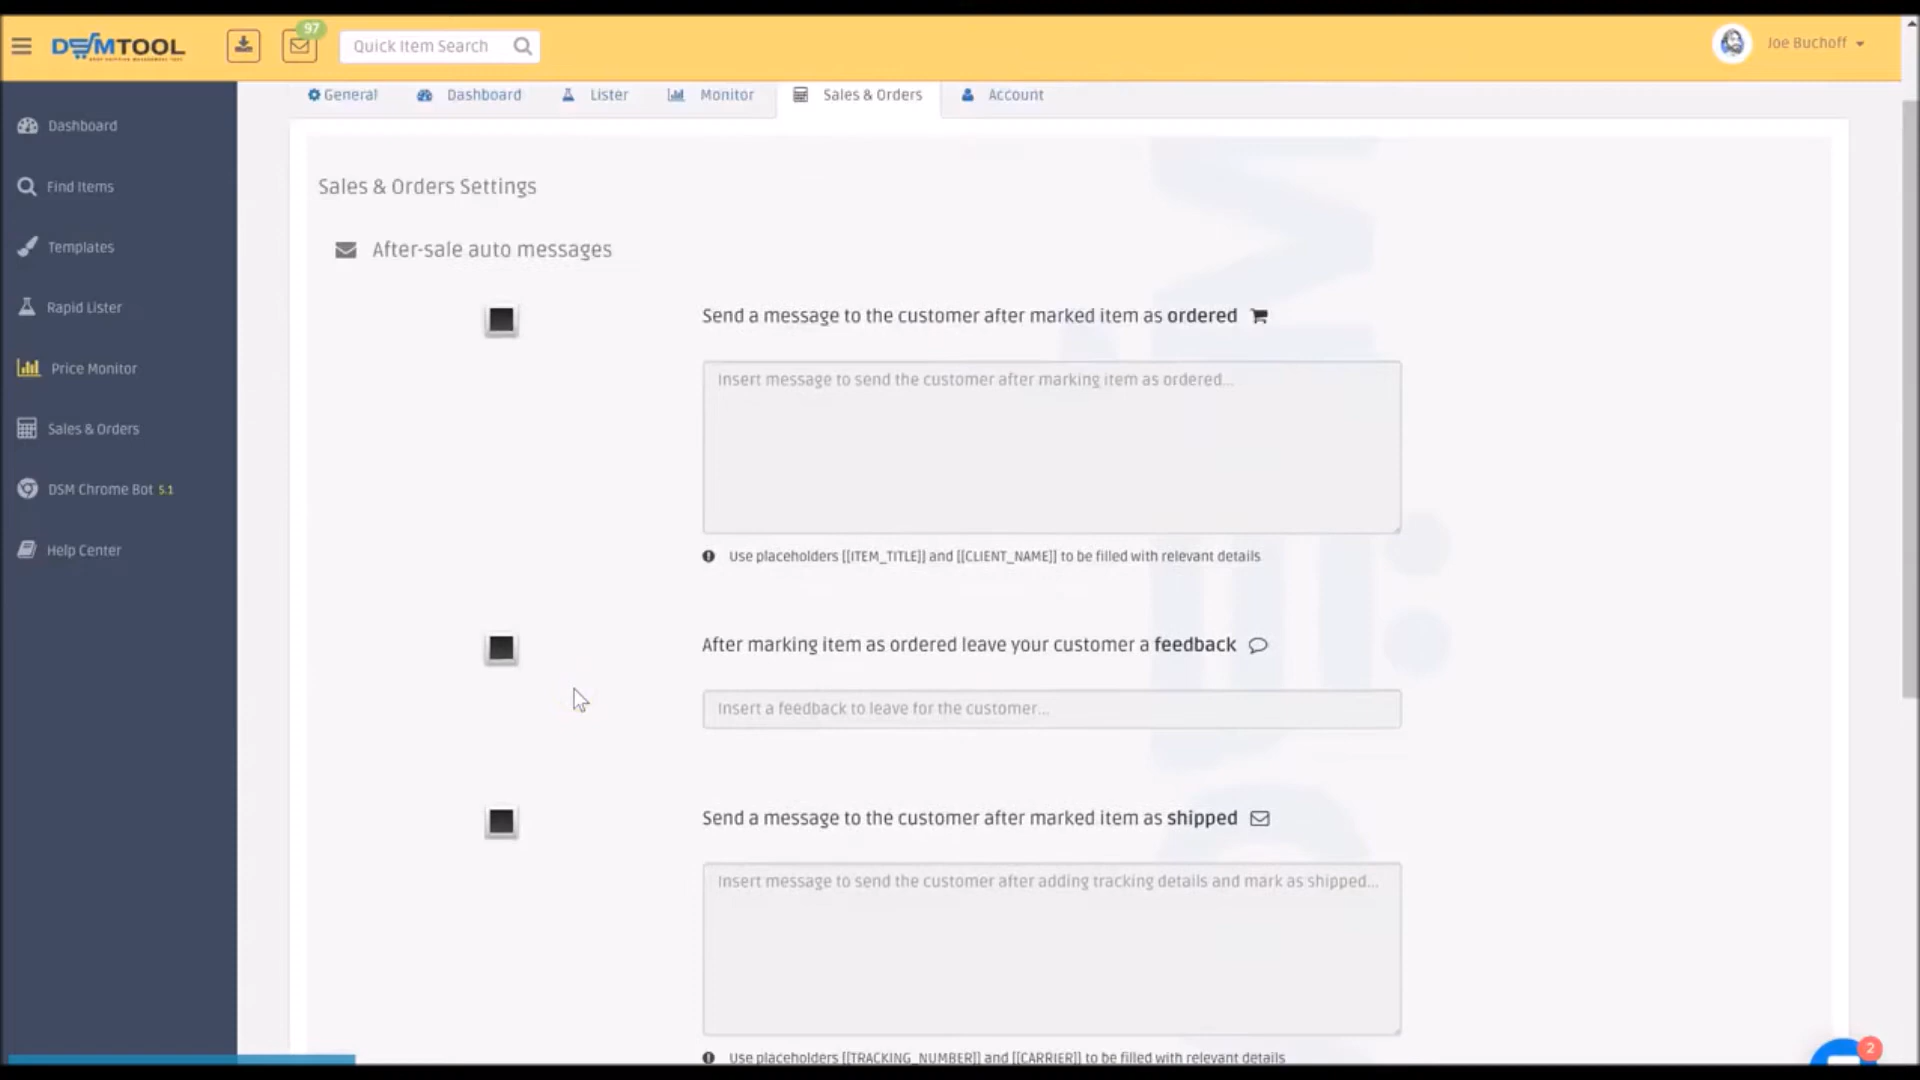 97
DSMTOOL
Quick Item Search
Joe Buchoff
General
Dashboard
Lister
Monitor
Sales & Orders
Account
Dashboard
Find Items
Templates
Rapid Lister
Price Monitor
Sales & Orders
DSM Chrome Bot 5.1
Help Center
Sales & Orders Settings
After-sale auto messages
Send a message to the customer after marked item as ordered
Insert message to send the customer after marking item as ordered...
Use placeholders [[ITEM_TITLE]] and [[CLIENT_NAME]] to be filled with relevant details
After marking item as ordered leave your customer a feedback
Insert a feedback to leave for the customer...
Send a message to the customer after marked item as shipped
Insert message to send the customer after adding tracking details and mark as shipped...
Use placeholders [[TRACKING_NUMBER]] and [[CARRIER]] to be filled with relevant details
2